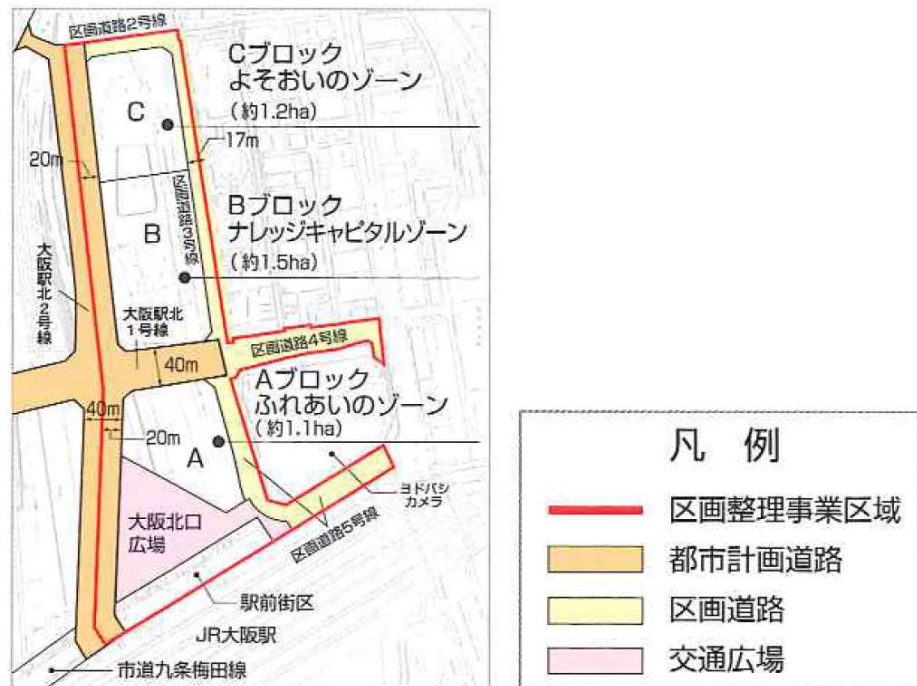 区画道路2号線
Cブロック
よそおいのゾーン
(約1.2ha)
C
17m
20m
区画道路3号線
Bブロック
ナレッジキャピタルゾーン
(約1.5ha)
B
大阪駅北2号線
大阪駅北
1号線
区画道路4号線
40m
Aブロック
ふれあいのゾーン
(約1.1ha)
40m
20m
A
ヨドバシ
カメラ
大阪北口
広場
区画道路5号線
駅前街区
JR大阪駅
市道九条梅田線
凡 例
区画整理事業区域
都市計画道路
区画道路
交通広場